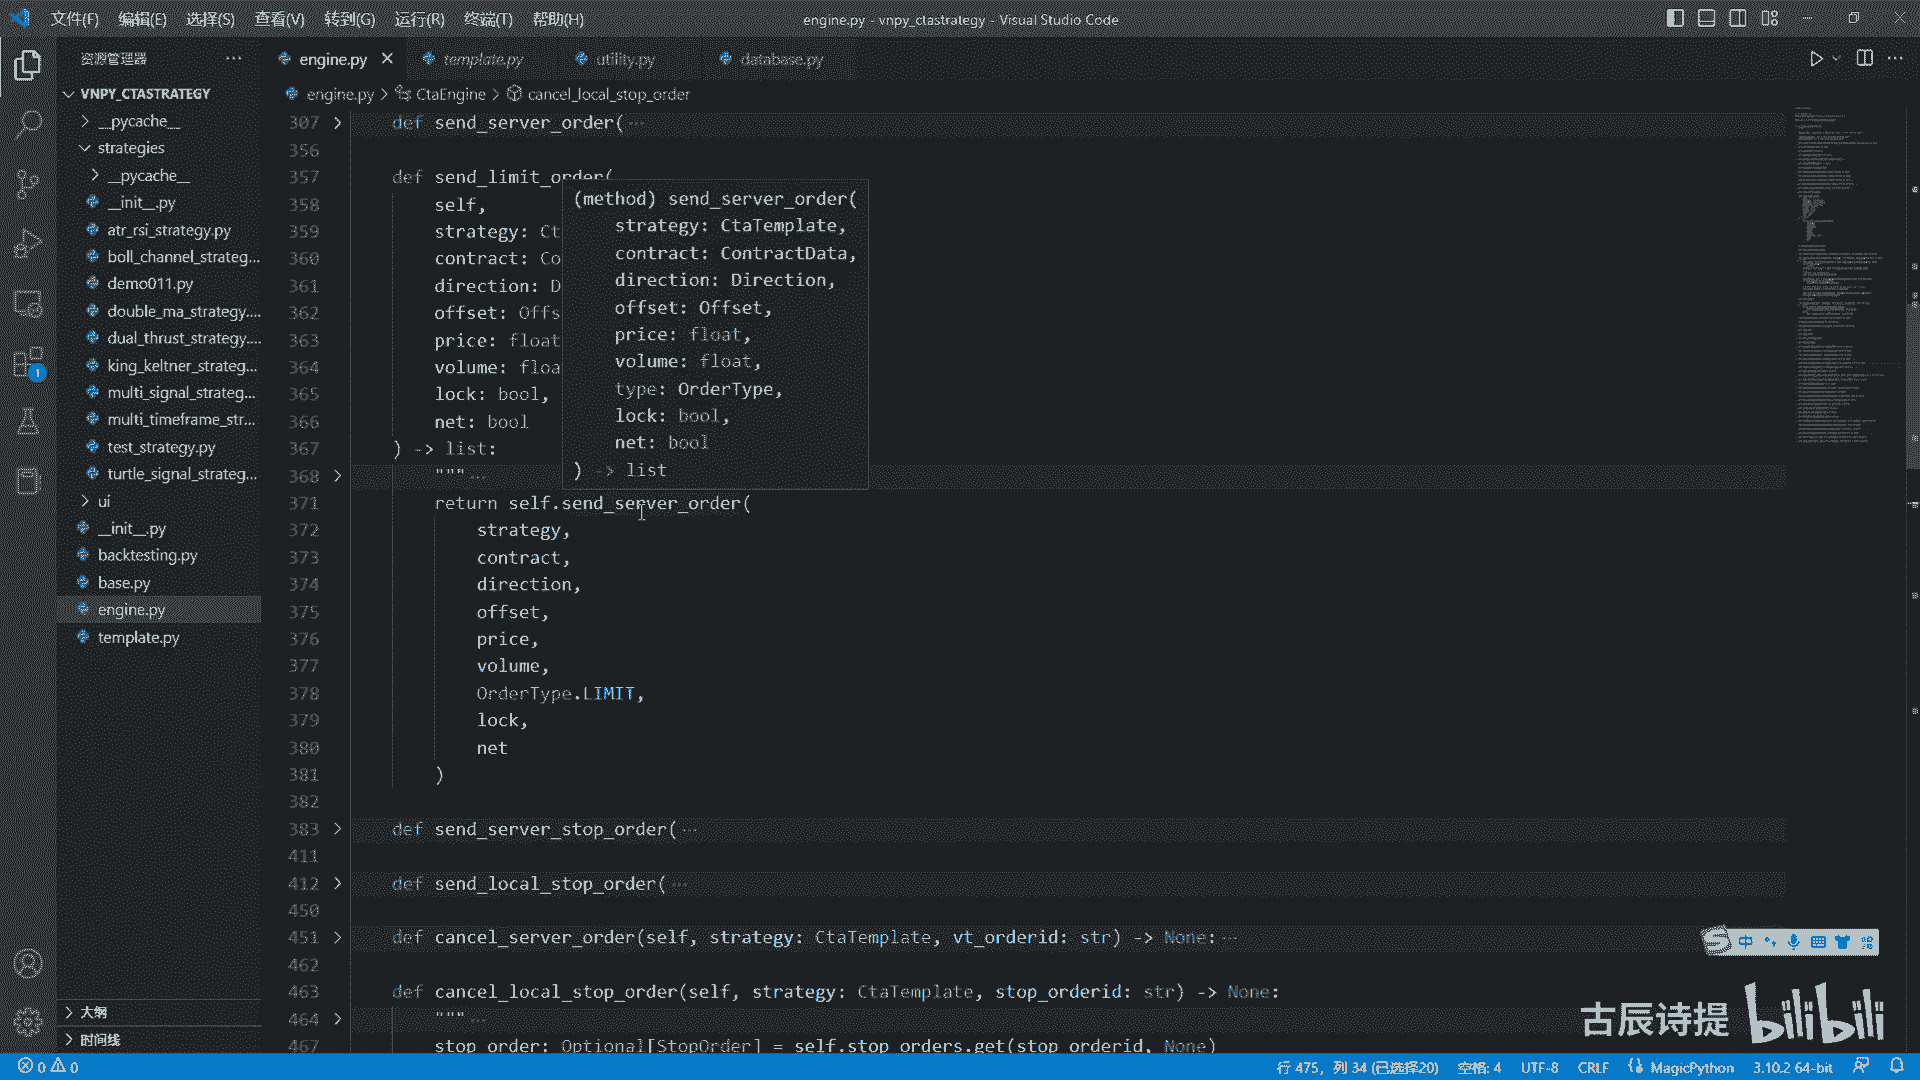 文件(F) 编辑(E) 选择(S) 查看(V) 转到(G) 运行(R) 终端(T) 帮助(H)
engine.py - vnpy_ctastrategy - Visual Studio Code
资源管理器 ···
engine.py
template.py
utility.py
database.py
engine.py > CtaEngine > cancel_local_stop_order
VNPY_CTASTRATEGY
__pycache__
strategies
__pycache__
__init__.py
atr_rsi_strategy.py
boll_channel_strateg...
demo011.py
double_ma_strategy....
dual_thrust_strategy....
king_keltner_strateg...
multi_signal_strateg...
multi_timeframe_str...
test_strategy.py
turtle_signal_strateg...
ui
__init__.py
backtesting.py
base.py
engine.py
template.py
大纲
时间线
1
307 def send_server_order(···
356
357 def send_limit_order(
358 self,
359 strategy: Ct
360 contract: Co
361 direction: D
362 offset: Offs
363 price: float
364 volume: floa
365 lock: bool,
366 net: bool
367 ) -> list:
368 """ ···
371 return self.send_server_order(
372 strategy,
373 contract,
374 direction,
375 offset,
376 price,
377 volume,
378 OrderType.LIMIT,
379 lock,
380 net
381 )
382
383 def send_server_stop_order(···
411
412 def send_local_stop_order(···
450
451 def cancel_server_order(self, strategy: CtaTemplate, vt_orderid: str) -> None:···
462
463 def cancel_local_stop_order(self, strategy: CtaTemplate, stop_orderid: str) -> None:
464 """ ···
467 stop_order: Optional[StopOrder] = self.stop_orders.get(stop_orderid, None)
(method) send_server_order(
strategy: CtaTemplate,
contract: ContractData,
direction: Direction,
offset: Offset,
price: float,
volume: float,
type: OrderType,
lock: bool,
net: bool
) -> list
中
古辰诗提 bilibili
0 0
行 475，列 34 (已选择20) 空格: 4 UTF-8 CRLF MagicPython 3.10.2 64-bit